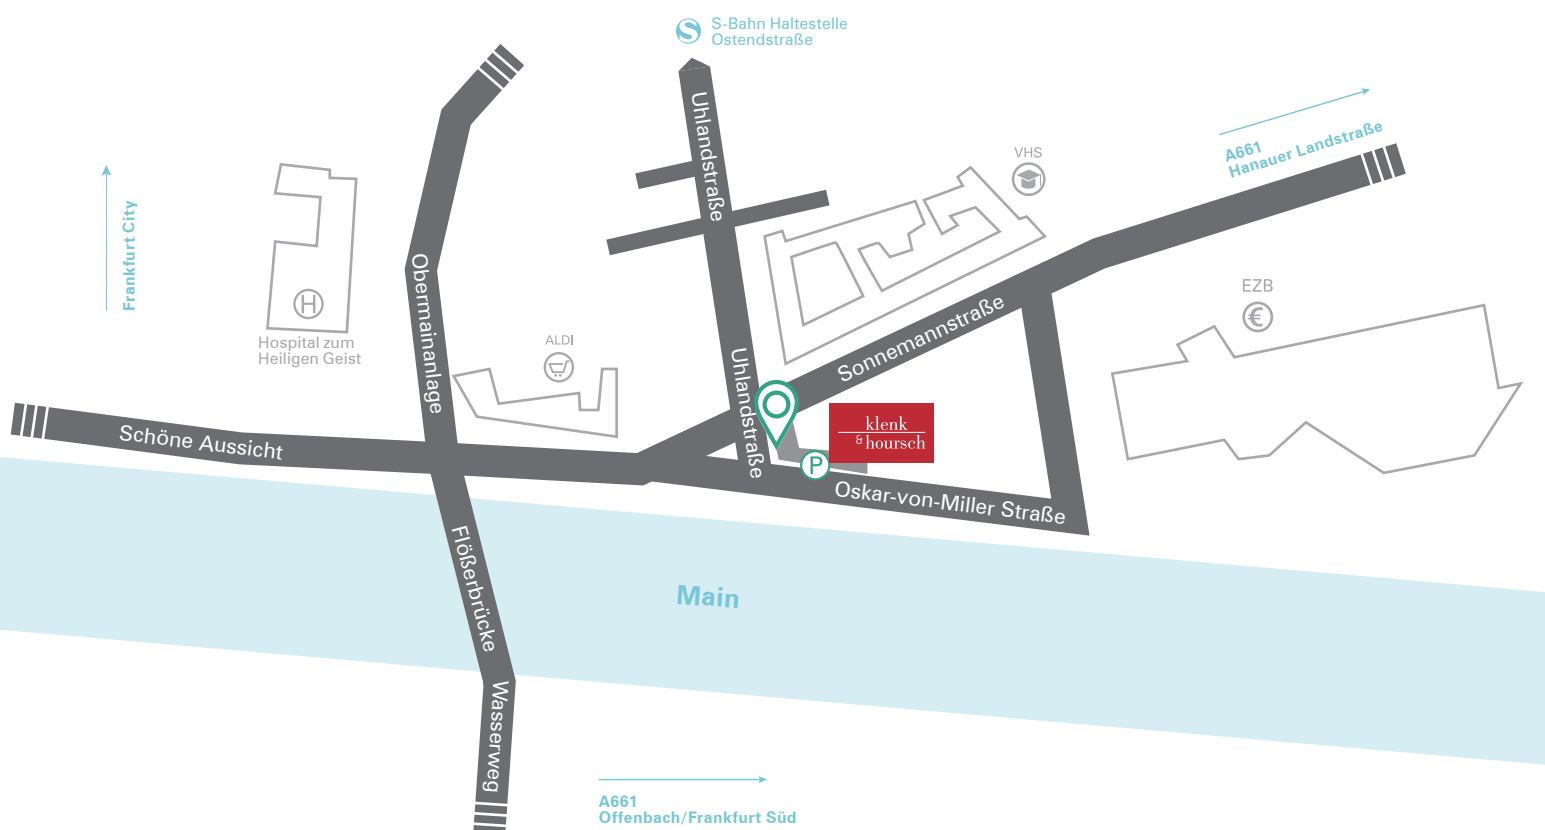 S-Bahn Haltestelle
Ostendstraße
Uhlandstraße
VHS
A661
Hanauer Landstraße
Frankfurt City
H
Hospital zum
Heiligen Geist
Obermainanlage
ALDI
EZB
€
Sonnemannstraße
Uhlandstraße
klenk
& hoursch
P
Schöne Aussicht
Oskar-von-Miller Straße
Flößerbrücke
Main
Wasserweg
A661
Offenbach/Frankfurt Süd